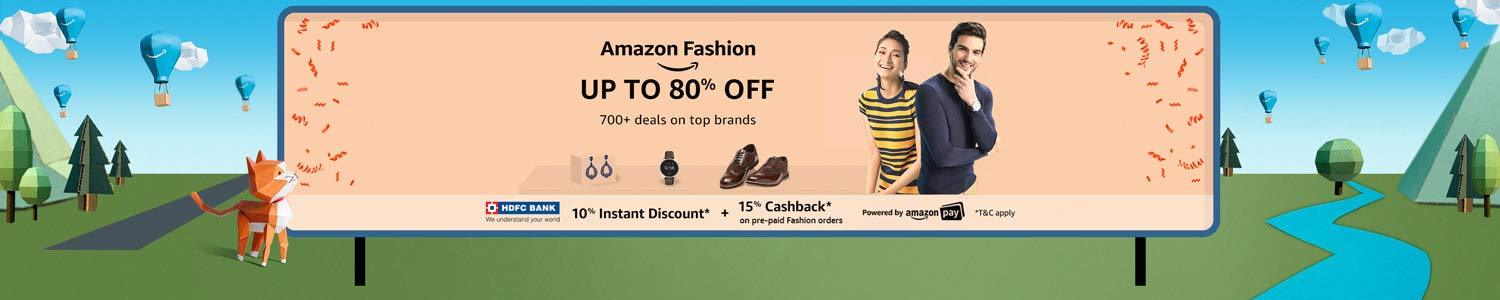 Amazon Fashion
UP TO 80% OFF
700+ deals on top brands
HDFC BANK
We understand your world
10% Instant Discount*
+
15% Cashback*
on pre-paid Fashion orders
Powered by amazon pay
*T&C apply